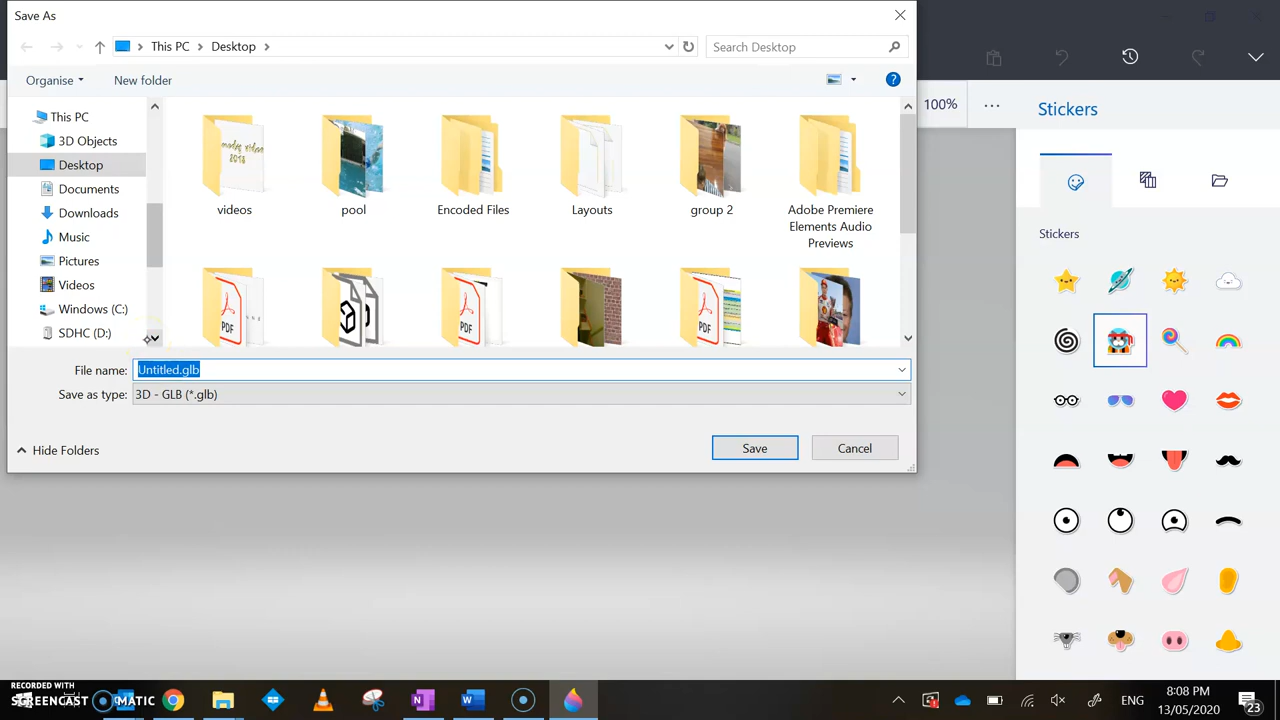 Save As
This PC
Desktop
Search Desktop
Organise
New folder
100%
Stickers
This PC
3D Objects
Desktop
Documents
Downloads
Music
Pictures
Videos
Windows (C:)
SDHC (D:)
videos
pool
Encoded Files
Layouts
group 2
Adobe Premiere
Elements Audio
Previews
PDF
PDF
PDF
Stickers
File name:
Untitled.glb
Save as type:
3D - GLB (*.glb)
Hide Folders
Save
Cancel
RECORDED WITH
SCREENCAST MATIC
ENG
8:08 PM
13/05/2020
23